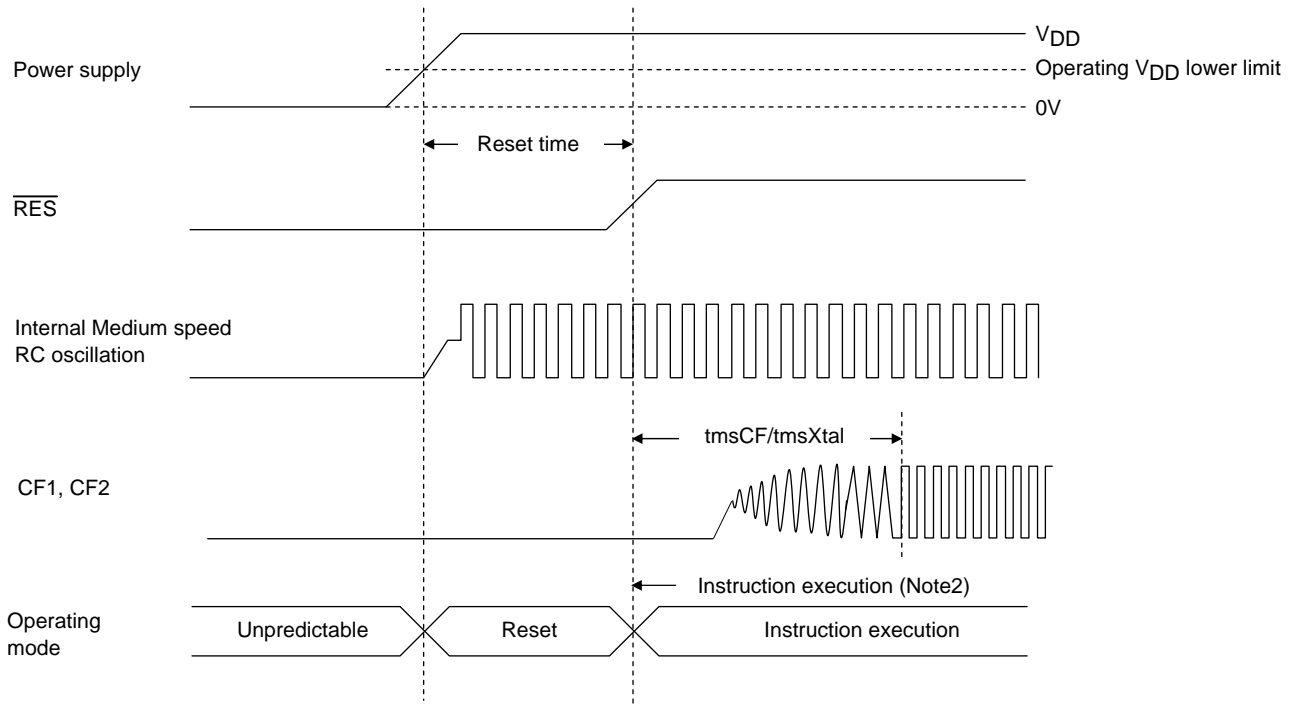 VDD
Power supply
Operating VDD lower limit
0V
Reset time
RES
Internal Medium speed
RC oscillation
tmsCF/tmsXtal
CF1, CF2
Instruction execution (Note2)
Operating
mode
Unpredictable
Reset
Instruction execution